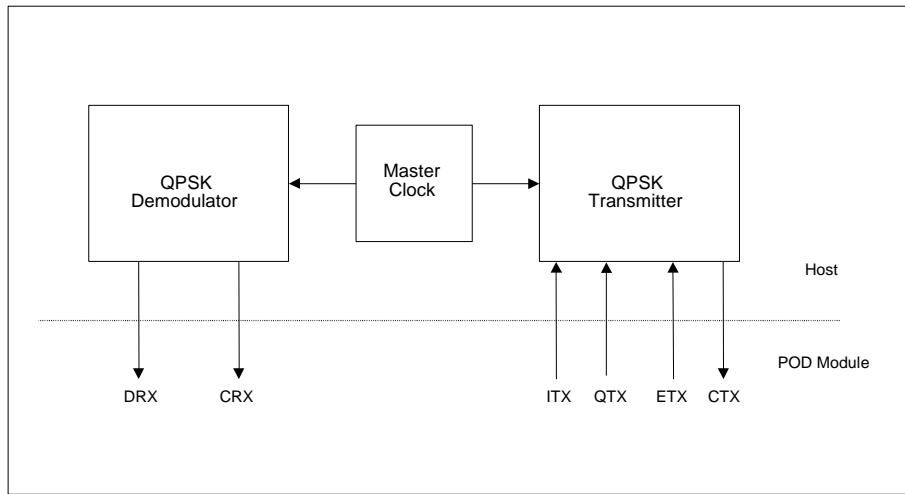 QPSK
Demodulator
Master
Clock
QPSK
Transmitter
Host
POD Module
DRX
CRX
ITX
QTX
ETX
CTX